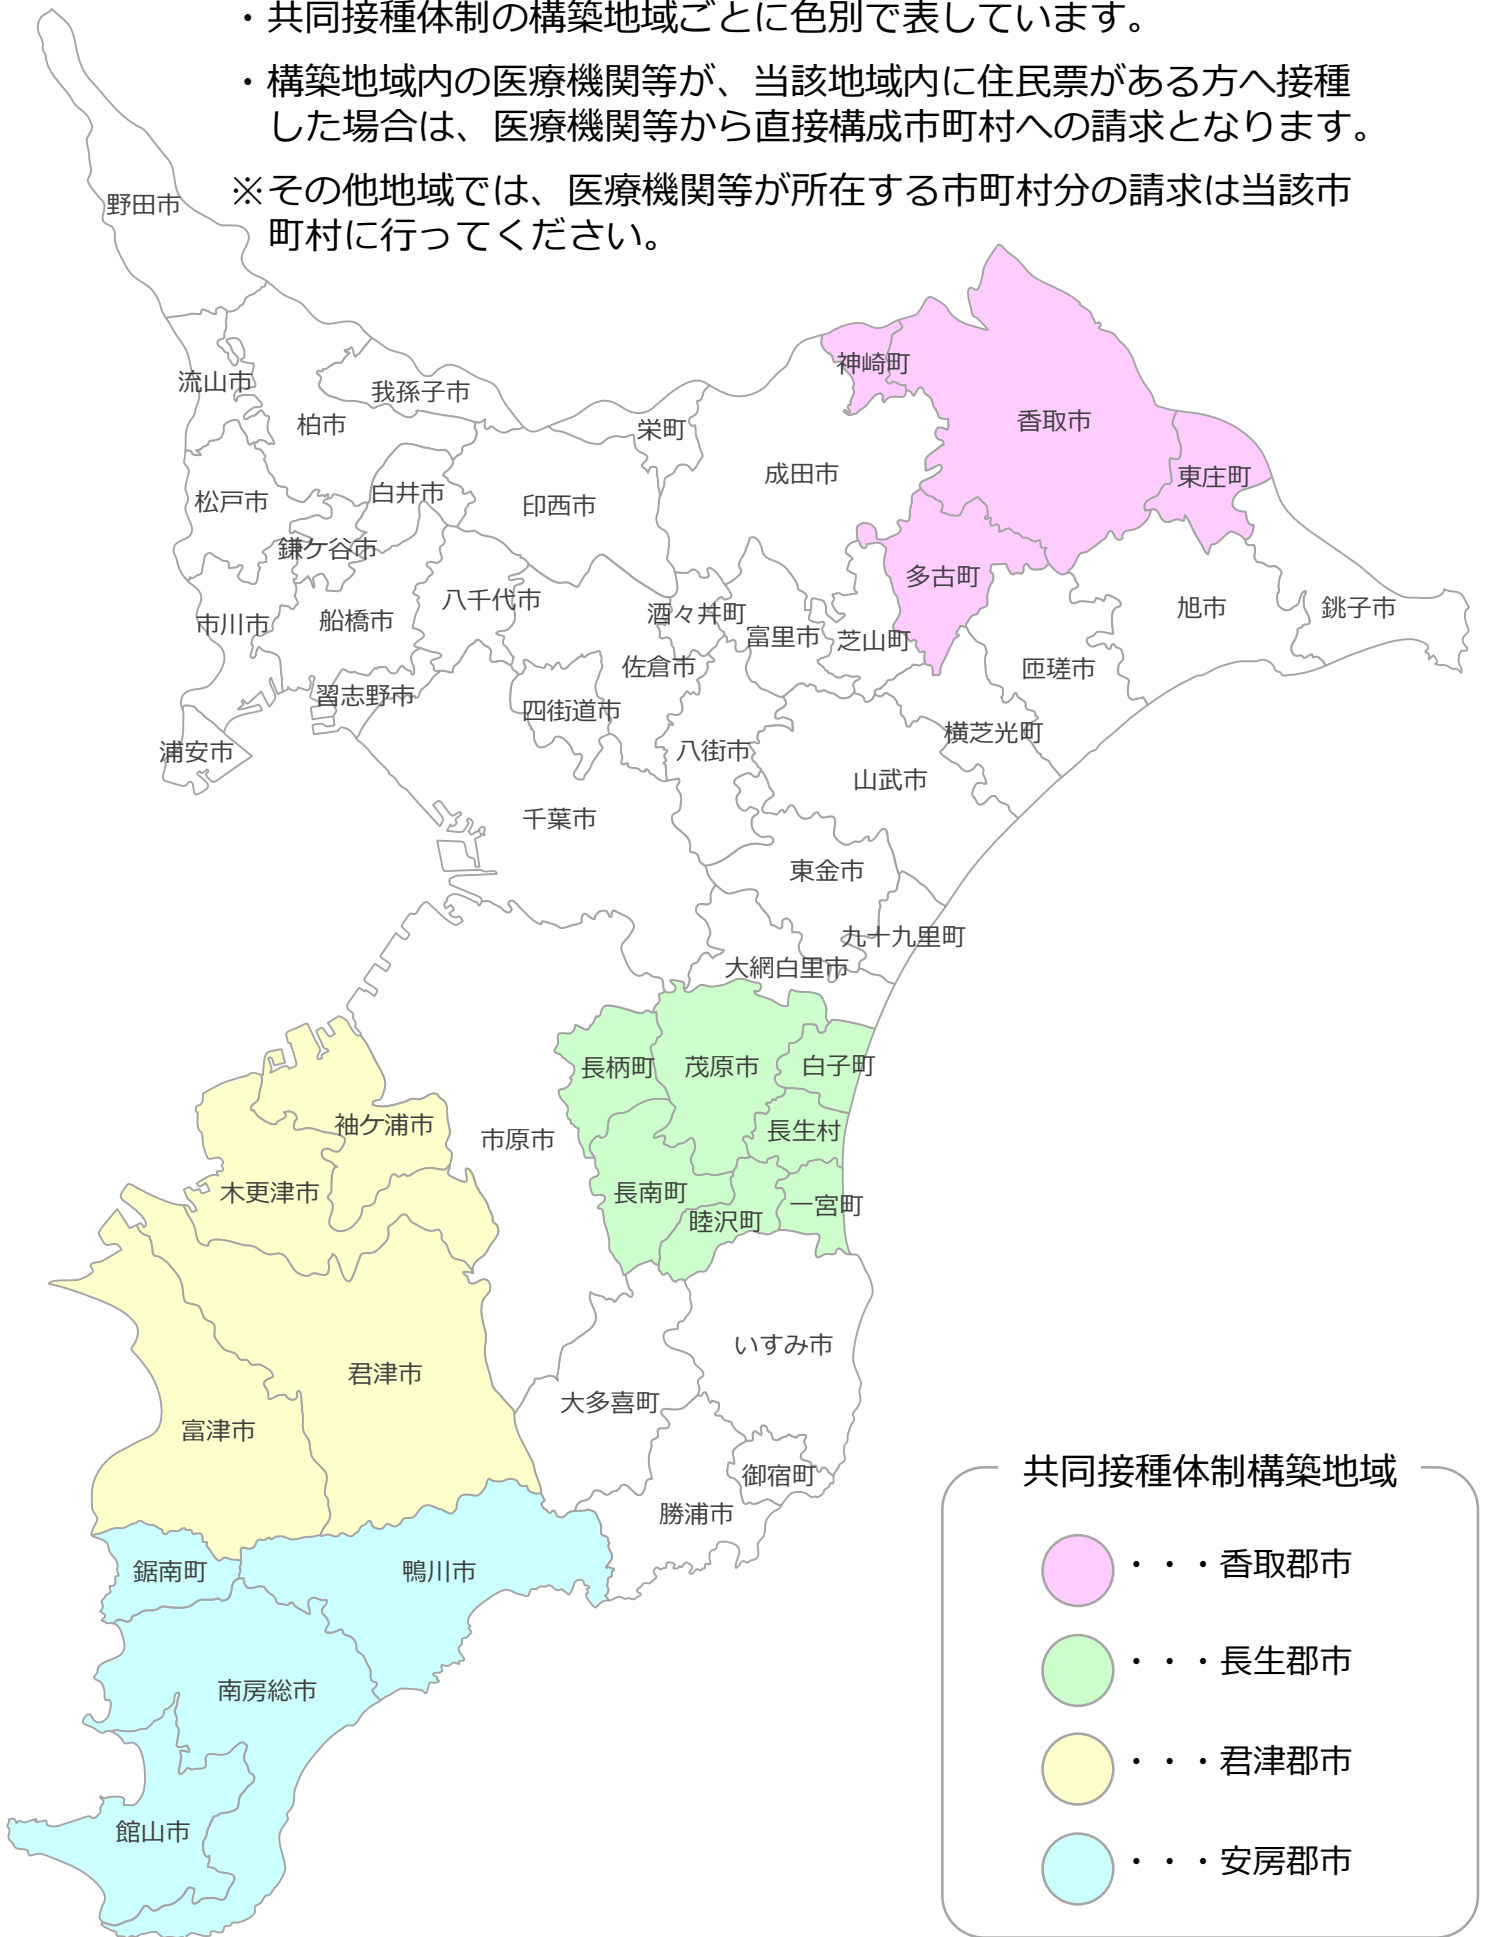 ・共同接種体制の構築地域ごとに色別で表しています。
・構築地域内の医療機関等が、当該地域内に住民票がある方へ接種
した場合は、医療機関等から直接構成市町村への請求となります。
※その他地域では、医療機関等が所在する市町村分の請求は当該市
町村に行ってください。
野田市
流山市
我孫子市
柏市
神崎町
香取市
栄町
成田市
東庄町
松戸市
白井市
印西市
鎌ケ谷市
多古町
八千代市
旭市
銚子市
市川市
船橋市
酒々井町
富里市
芝山町
佐倉市
匝瑳市
習志野市
四街道市
浦安市
八街市
横芝光町
山武市
千葉市
東金市
九十九里町
大網白里市
長柄町
茂原市
白子町
袖ケ浦市
市原市
長生村
木更津市
長南町
一宮町
睦沢町
いすみ市
君津市
大多喜町
富津市
御宿町
勝浦市
鋸南町
鴨川市
南房総市
館山市
共同接種体制構築地域
・・・香取郡市
・・・長生郡市
・・・君津郡市
・・・安房郡市